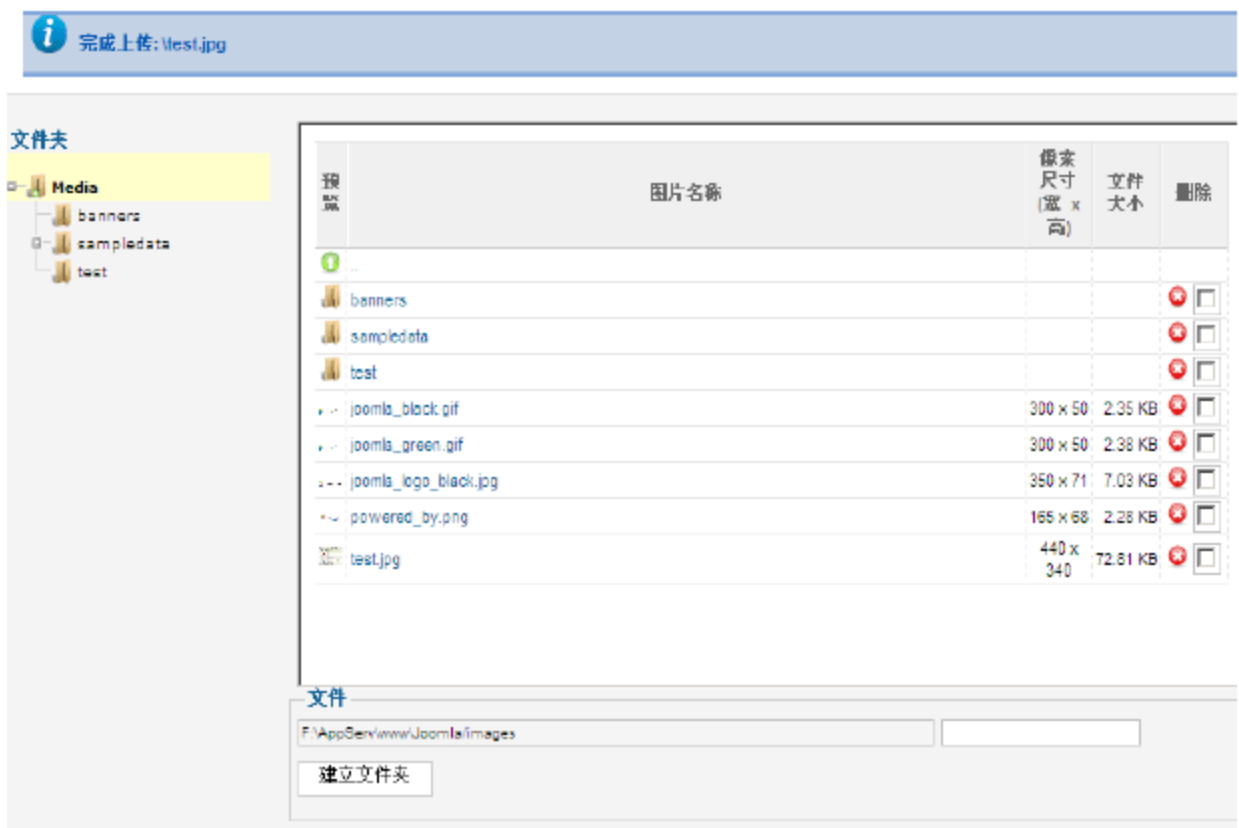 完成上传: \test.jpg
文件夹
Media
banners
sampledata
test
预览 图片名称 像素尺寸 (宽 x 高) 文件大小 删除
..
banners
sampledata
test
joomla_black.gif 300 x 50 2.35 KB
joomla_green.gif 300 x 50 2.38 KB
joomla_logo_black.jpg 350 x 71 7.03 KB
powered_by.png 165 x 68 2.28 KB
test.jpg 440 x 340 72.81 KB
文件
F:\AppServ\www\Joomla/images
建立文件夹